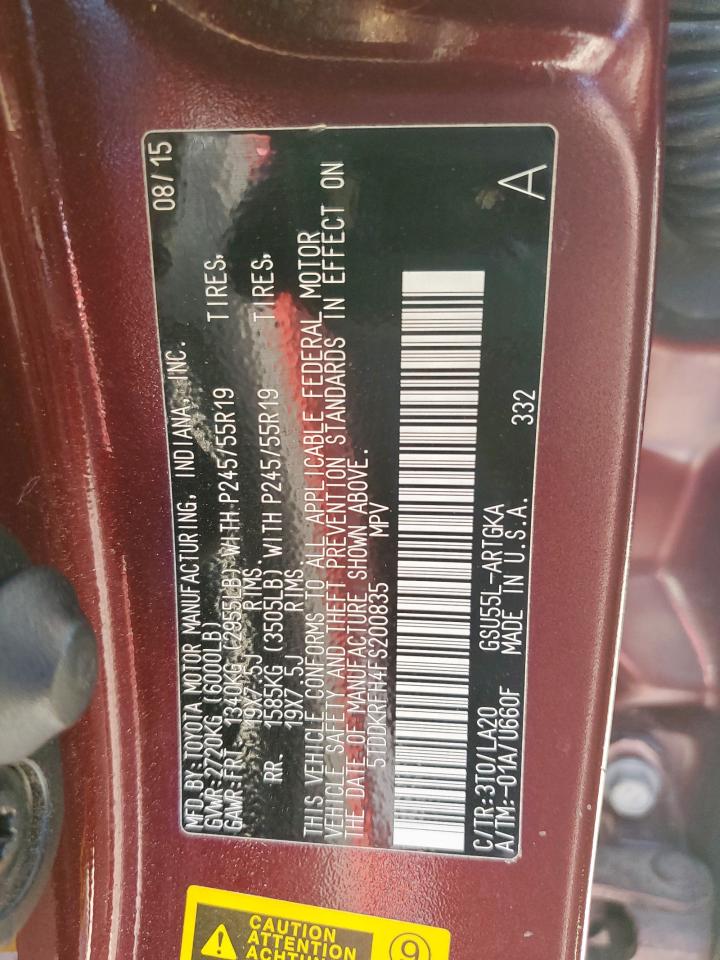 MFD.BY:TOYOTA MOTOR MANUFACTURING, INDIANA, INC. 08/15
GVWR:2720KG (6000LB)
GAWR:FRT 1340KG (2955LB) WITH P245/55R19 TIRES,
19X7.5J RIMS.
RR 1585KG (3505LB) WITH P245/55R19 TIRES,
19X7.5J RIMS.
THIS VEHICLE CONFORMS TO ALL APPLICABLE FEDERAL MOTOR
VEHICLE SAFETY AND THEFT PREVENTION STANDARDS IN EFFECT ON
THE DATE OF MANUFACTURE SHOWN ABOVE.
5TDDKRFH4FS200835 MPV
C/TR:3T0/LA20 GSU55L-ARTGKA 332
A/TM:-01A/U660F MADE IN U.S.A. A
CAUTION
ATTENTION